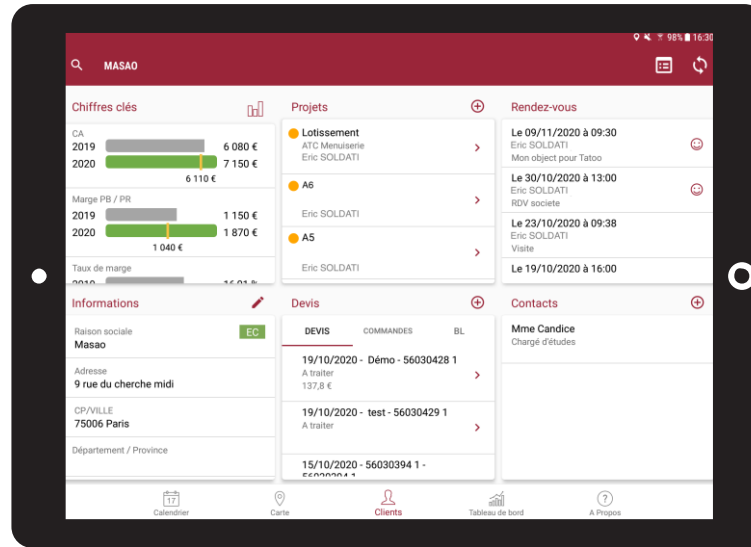 98% 16:30
MASAO
Chiffres clés
CA
2019 6 080 €
2020 7 150 €
6 110 €
Marge PB / PR
2019 1 150 €
2020 1 870 €
1 040 €
Taux de marge
Projets
Lotissement
ATC Menuiserie
Eric SOLDATI
A6
Eric SOLDATI
A5
Eric SOLDATI
Rendez-vous
Le 09/11/2020 à 09:30
Eric SOLDATI
Mon object pour Tatoo
Le 30/10/2020 à 13:00
Eric SOLDATI
RDV societe
Le 23/10/2020 à 09:38
Eric SOLDATI
Visite
Le 19/10/2020 à 16:00
Informations
Raison sociale
EC
Masao
Adresse
9 rue du cherche midi
CP/VILLE
75006 Paris
Département / Province
Devis
DEVIS COMMANDES BL
19/10/2020 - Démo - 56030428 1
A traiter
137,8 €
19/10/2020 - test - 56030429 1
A traiter
15/10/2020 - 56030394 1 -
Contacts
Mme Candice
Chargé d'études
17
Calendrier
Carte
Clients
Tableau de bord
?
A Propos